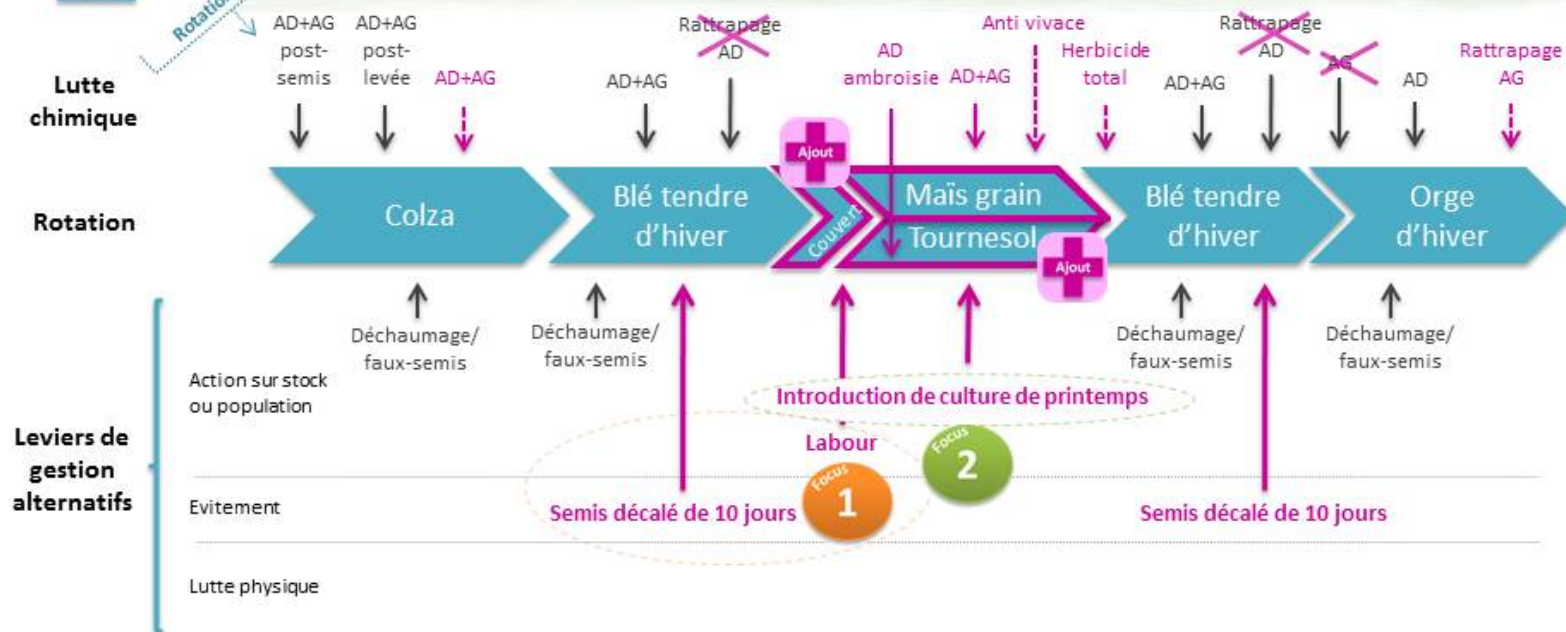 Rotation
AD+AG
post-
semis
AD+AG
post-
levée
AD+AG
AD+AG
Rattrapage
AD
AD
ambroisie
AD+AG
Anti vivace
Herbicide
total
AD+AG
Rattrapage
AD
AG
AD
Rattrapage
AG
Lutte
chimique
Ajout
Rotation
Colza
Blé tendre
d'hiver
Couvert
Maïs grain
Tournesol
Ajout
Blé tendre
d'hiver
Orge
d'hiver
Déchaumage/
faux-semis
Déchaumage/
faux-semis
Déchaumage/
faux-semis
Déchaumage/
faux-semis
Leviers de
gestion
alternatifs
Action sur stock
ou population
Introduction de culture de printemps
Labour
Focus
1
Focus
2
Evitement
Semis décalé de 10 jours
Semis décalé de 10 jours
Lutte physique